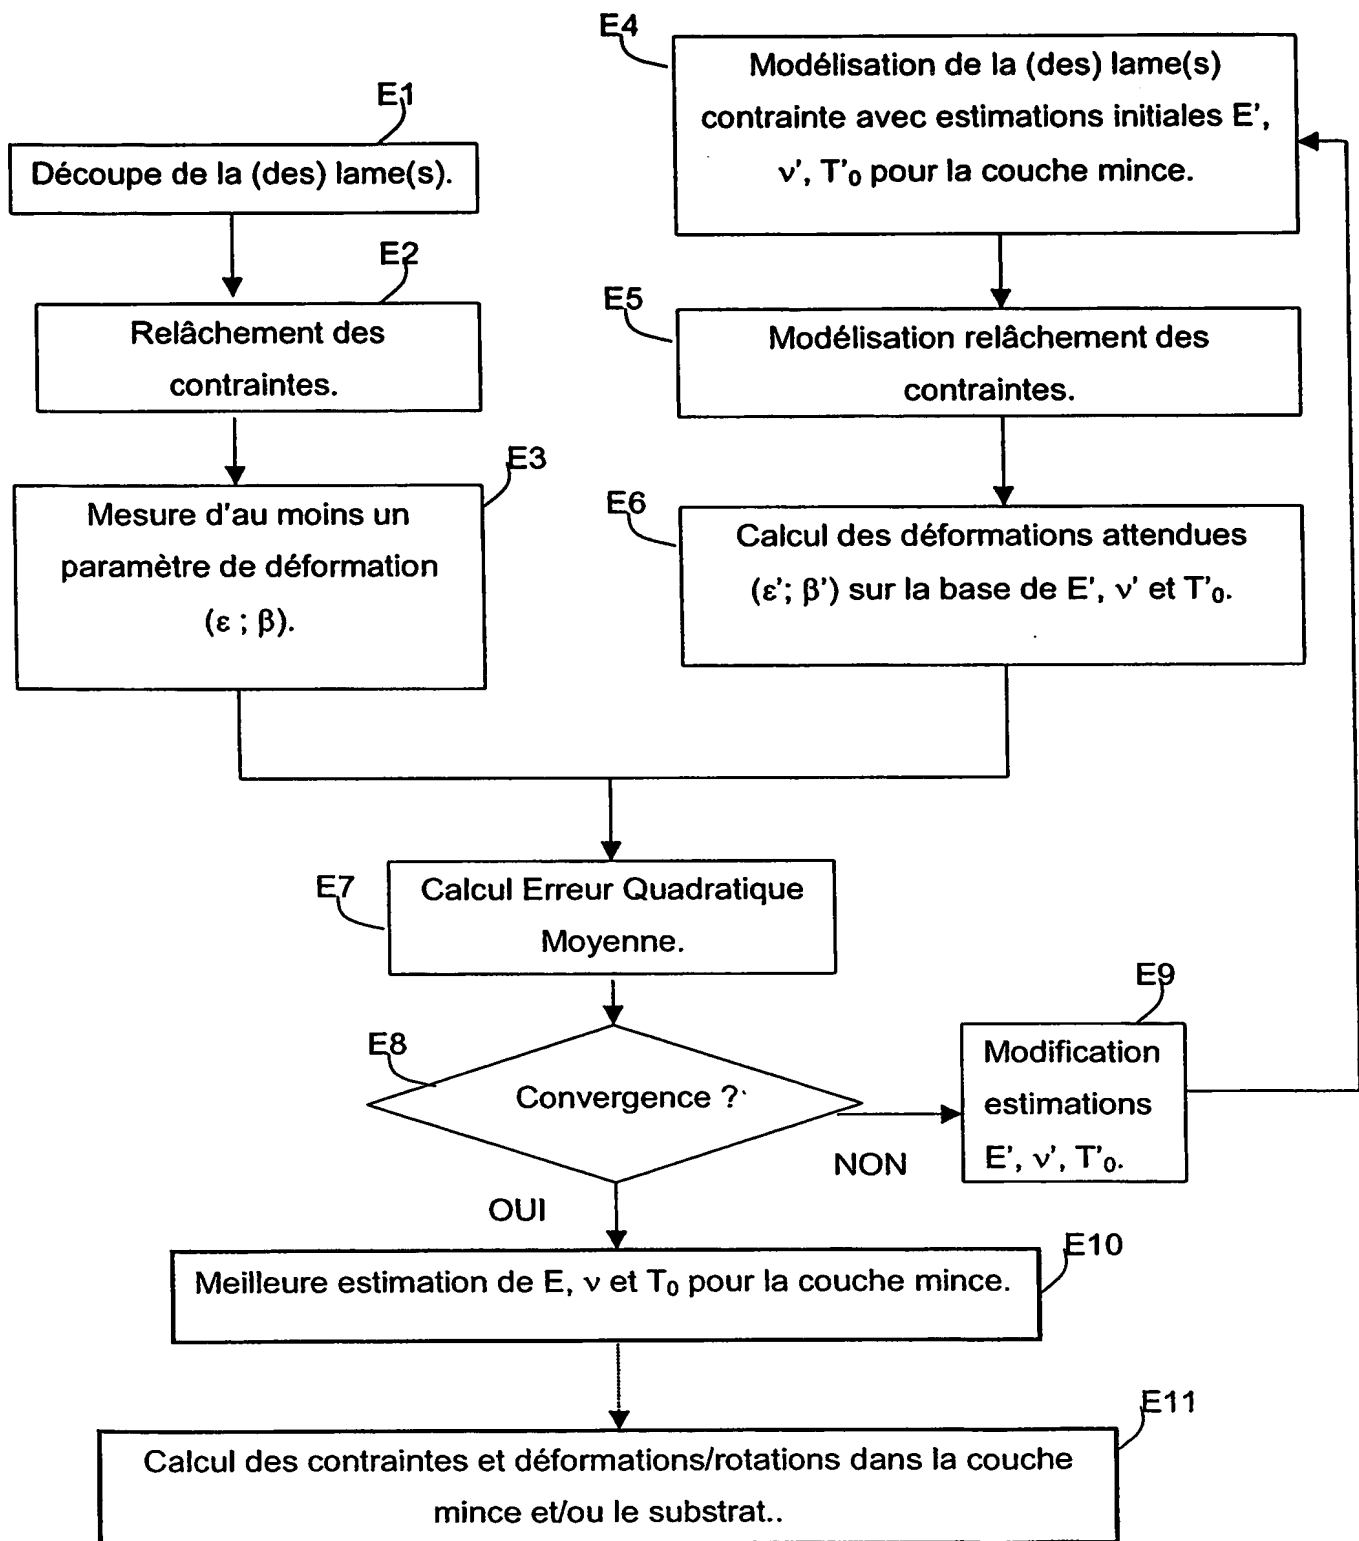 E1
Découpe de la (des) lame(s).
E2
Relâchement des
contraintes.
E3
Mesure d'au moins un
paramètre de déformation
(ε ; β).
E4
Modélisation de la (des) lame(s)
contrainte avec estimations initiales E',
ν', T'₀ pour la couche mince.
E5
Modélisation relâchement des
contraintes.
E6
Calcul des déformations attendues
(ε'; β') sur la base de E', ν' et T'₀.
E7
Calcul Erreur Quadratique
Moyenne.
E8
Convergence ?
NON
OUI
E9
Modification
estimations
E', ν', T'₀.
E10
Meilleure estimation de E, ν et T₀ pour la couche mince.
E11
Calcul des contraintes et déformations/rotations dans la couche
mince et/ou le substrat..